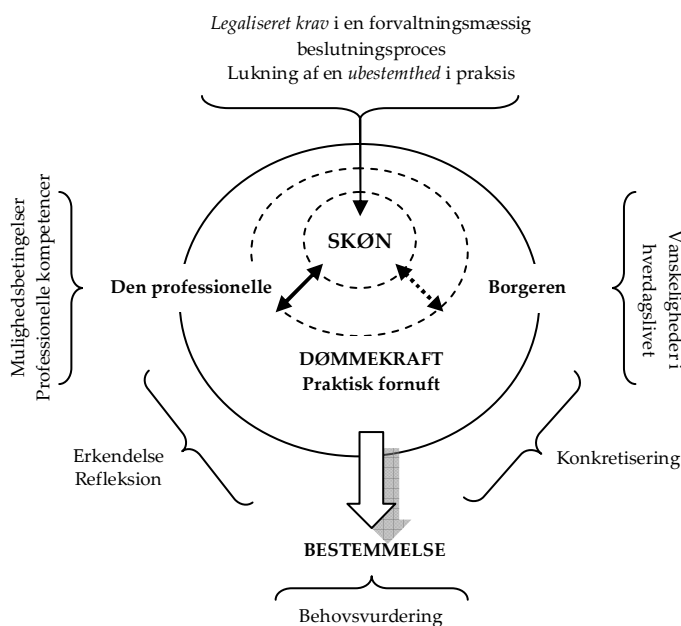 Legaliseret krav i en forvaltningsmæssig
beslutningsproces
Lukning af en ubestemthed i praksis
Mulighedsbetingelser
Professionelle kompetencer
SKØN
Den professionelle
Borgeren
Vanskeligheder i
hverdagslivet
DØMMEKRAFT
Praktisk fornuft
Erkendelse
Refleksion
Konkretisering
BESTEMMELSE
Behovsvurdering